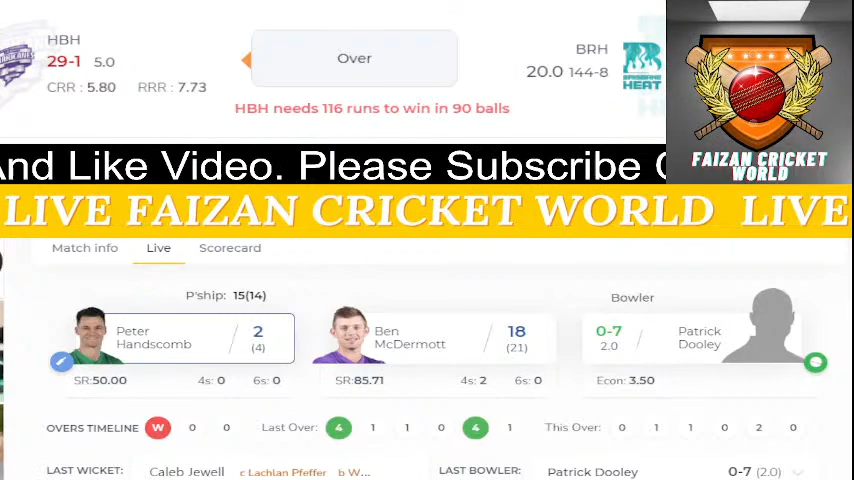 HBH
29-1 5.0
CRR : 5.80 RRR : 7.73
Over
BRH
20.0 144-8
BRISBANE
HEAT
HBH needs 116 runs to win in 90 balls
FAIZAN CRICKET
WORLD
And Like Video. Please Subscribe
LIVE FAIZAN CRICKET WORLD LIVE
Match info Live Scorecard
P'ship: 15(14)
Bowler
Peter
Handscomb
2
(4)
Ben
McDermott
18
(21)
0-7
2.0
Patrick
Dooley
SR:50.00 4s: 0 6s: 0
SR:85.71 4s: 2 6s: 0
Econ: 3.50
OVERS TIMELINE W 0 0 Last Over: 4 1 1 0 4 1 This Over: 0 1 1 0 2 0
LAST WICKET: Caleb Jewell c Lachlan Pfeffer b W... LAST BOWLER: Patrick Dooley 0-7 (2.0)